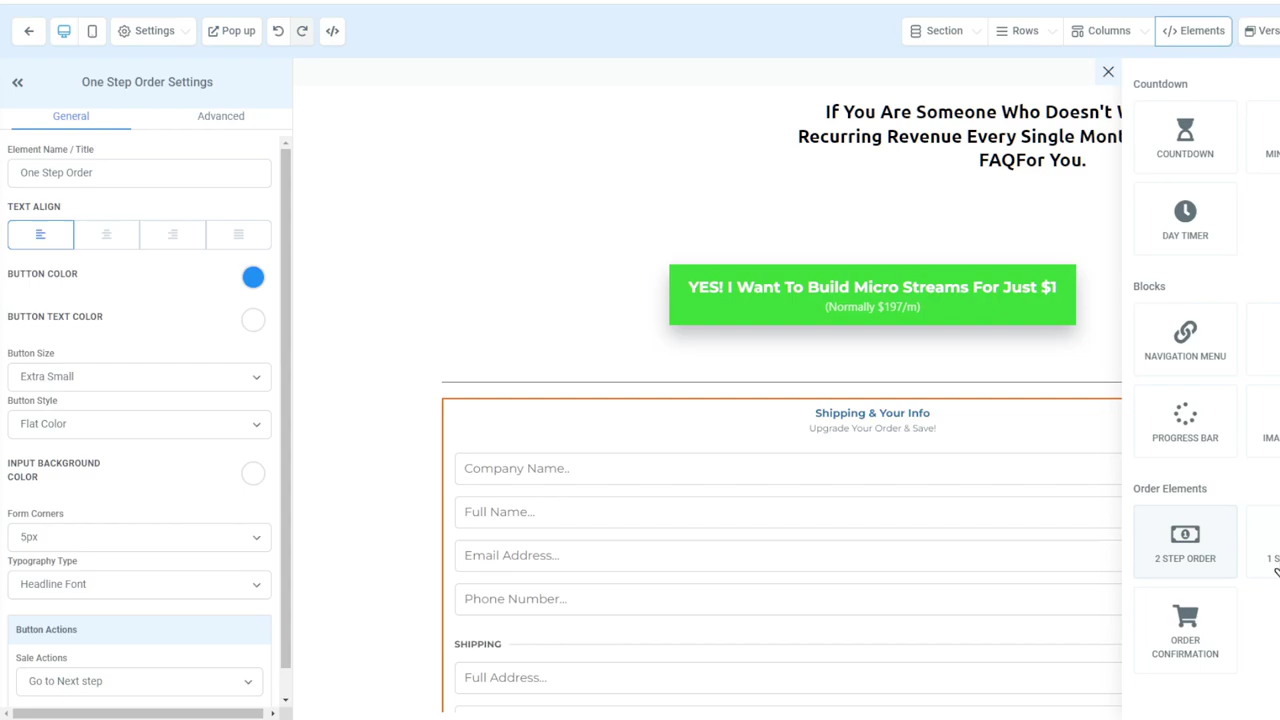 Settings
Pop up
Section
Rows
Columns
</> Elements
One Step Order Settings
General
Advanced
Element Name / Title
One Step Order
TEXT ALIGN
BUTTON COLOR
BUTTON TEXT COLOR
Button Size
Extra Small
Button Style
Flat Color
INPUT BACKGROUND
COLOR
Form Corners
5px
Typography Type
Headline Font
Button Actions
Sale Actions
Go to Next step
If You Are Someone Who Doesn't
Recurring Revenue Every Single
FAQFor You.
YES! I Want To Build Micro Streams For Just $1
(Normally $197/m)
Shipping & Your Info
Upgrade Your Order & Save!
Company Name..
Full Name...
Email Address...
Phone Number...
SHIPPING
Full Address...
Countdown
COUNTDOWN
DAY TIMER
Blocks
NAVIGATION MENU
PROGRESS BAR
Order Elements
2 STEP ORDER
ORDER
CONFIRMATION